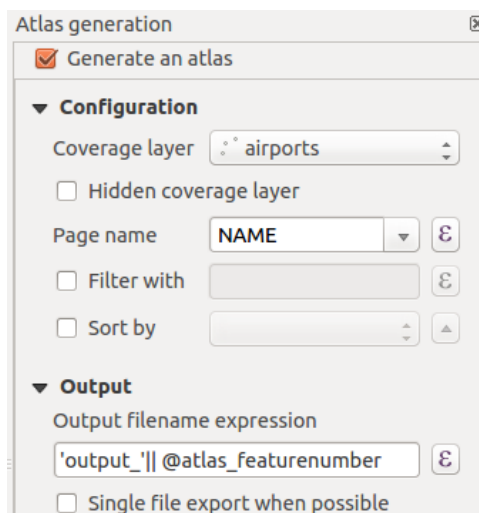 Atlas generation
Generate an atlas
Configuration
Coverage layer airports
Hidden coverage layer
Page name NAME ε
Filter with ε
Sort by
Output
Output filename expression
'output_'|| @atlas_featurenumber ε
Single file export when possible